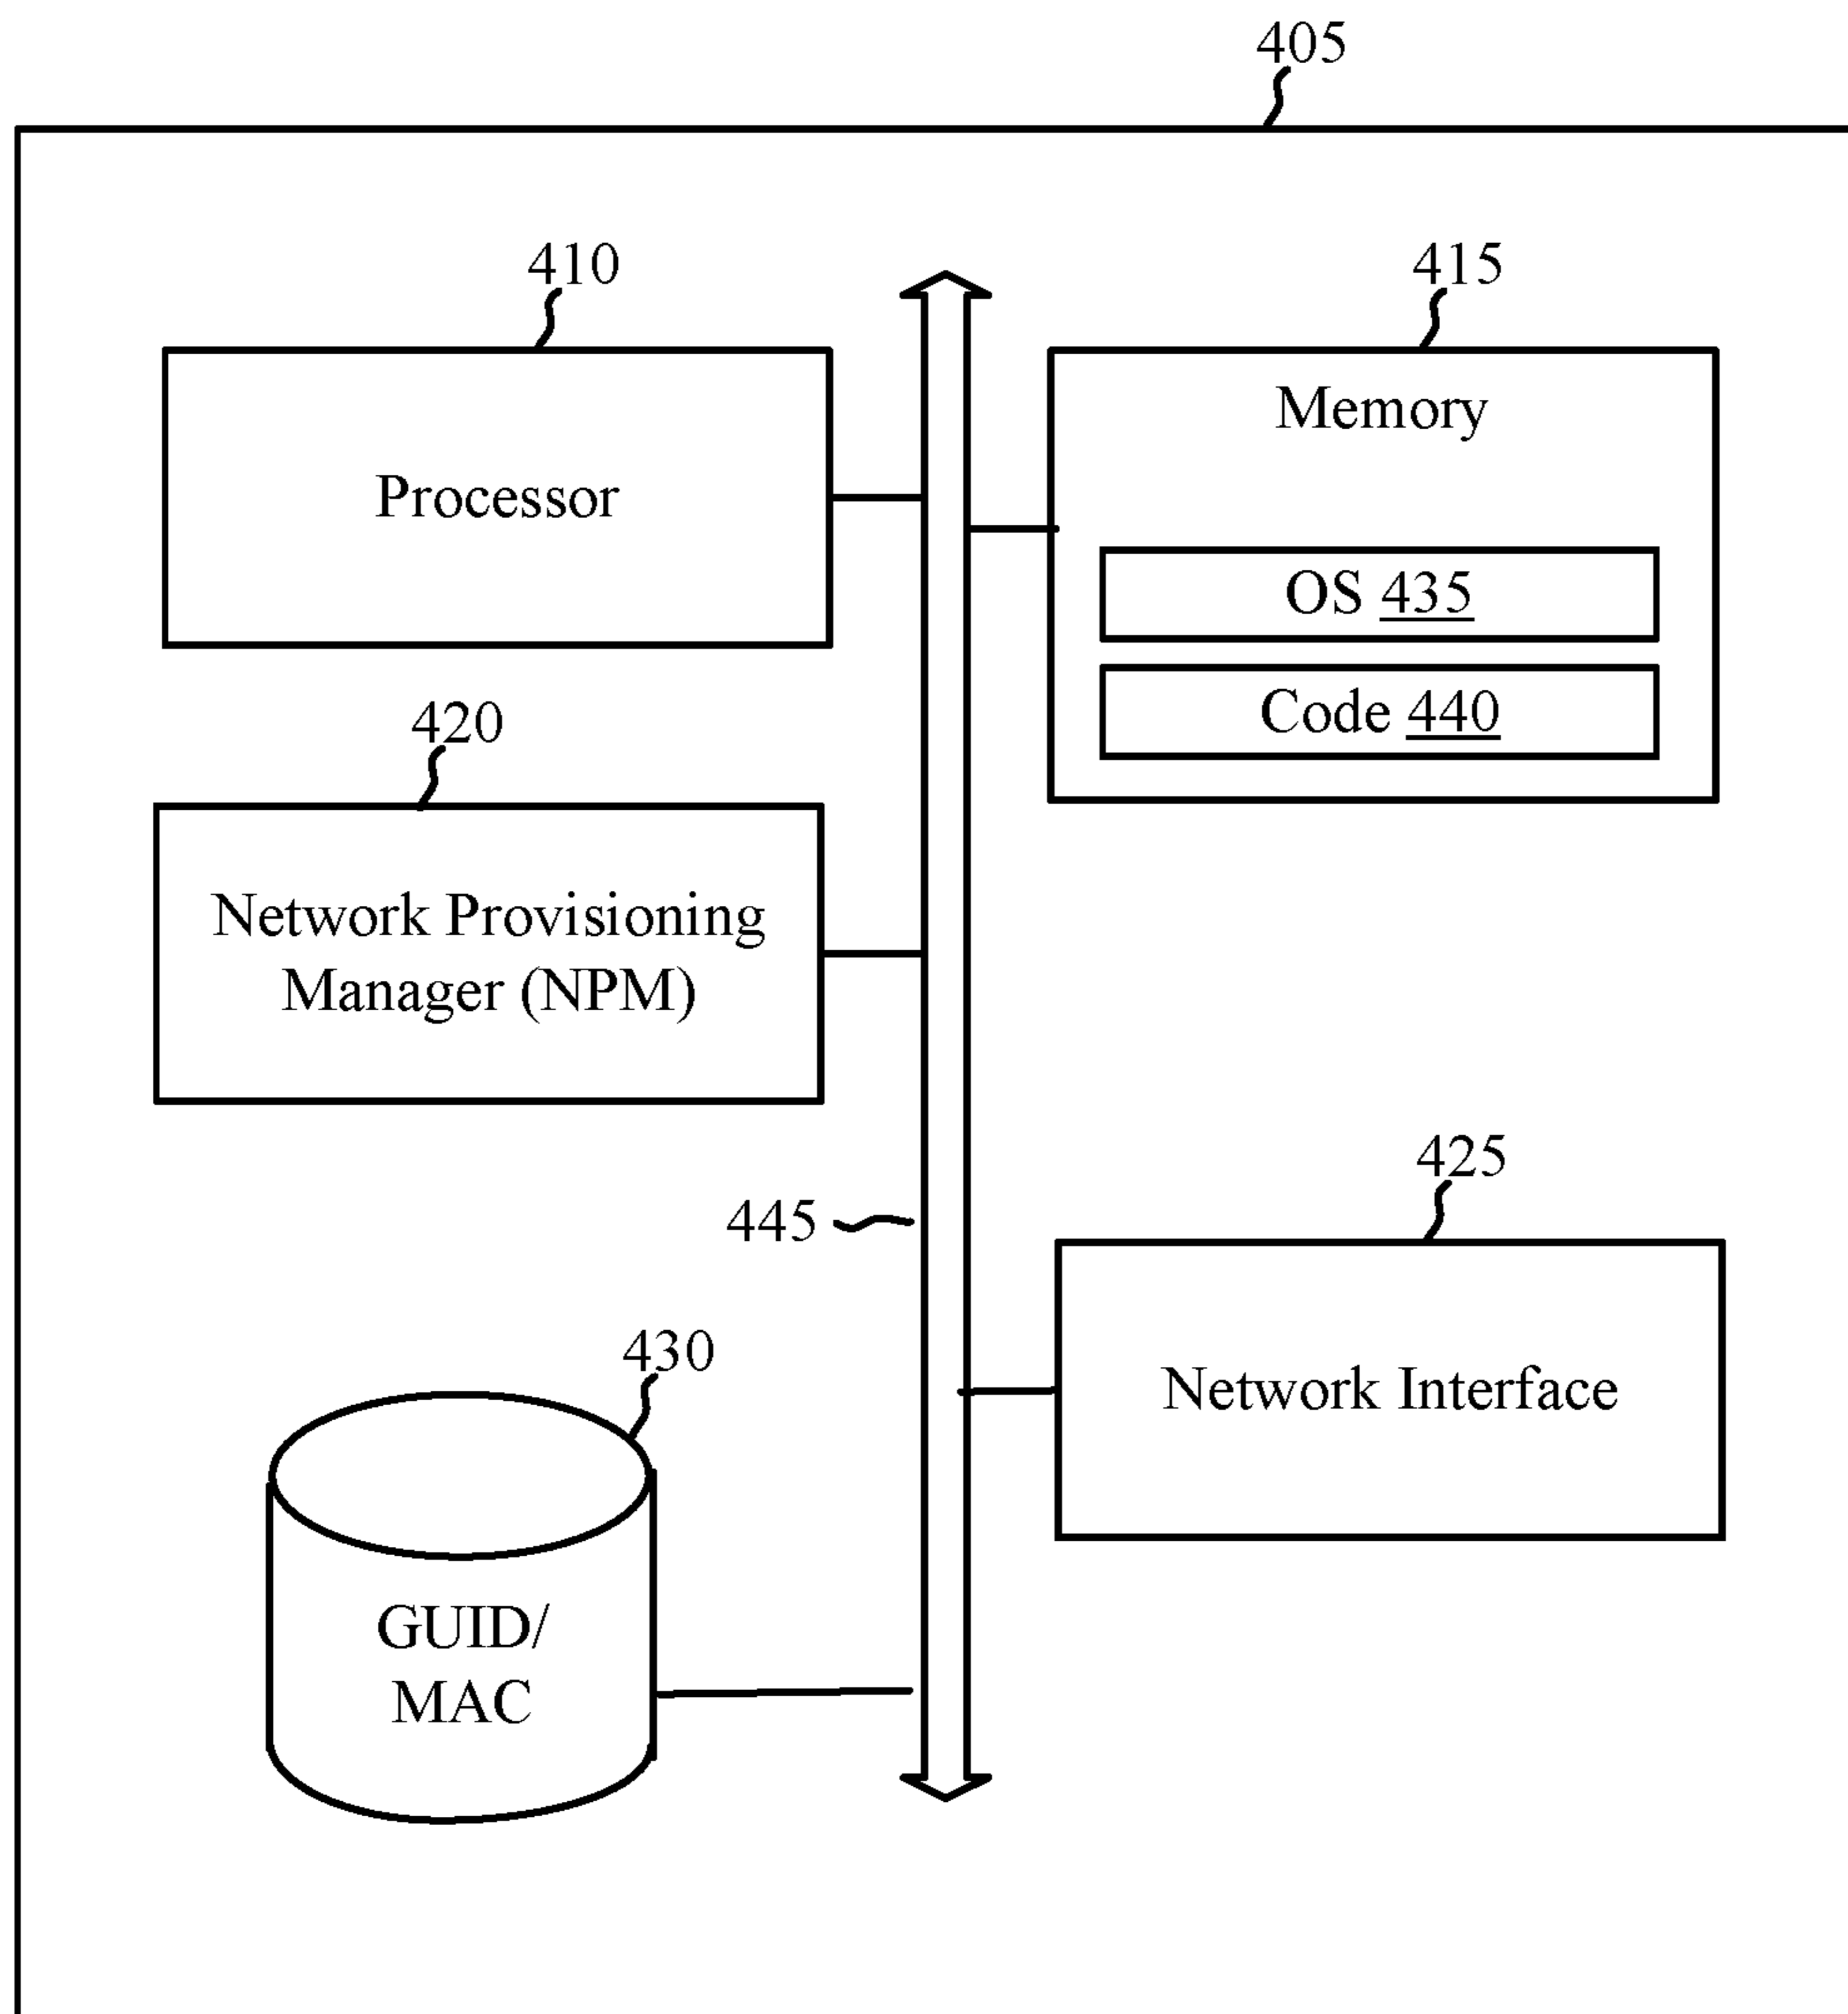 405
410
415
Processor
Memory
OS 435
Code 440
420
Network Provisioning
Manager (NPM)
445
425
Network Interface
430
GUID/
MAC